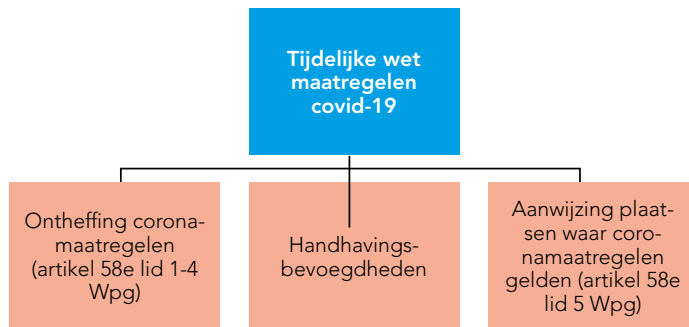 Tijdelijke wet
maatregelen
covid-19
Ontheffing corona-
maatregelen
(artikel 58e lid 1-4
Wpg)
Handhavings-
bevoegdheden
Aanwijzing plaat-
sen waar coro-
namaatregelen
gelden (artikel 58e
lid 5 Wpg)